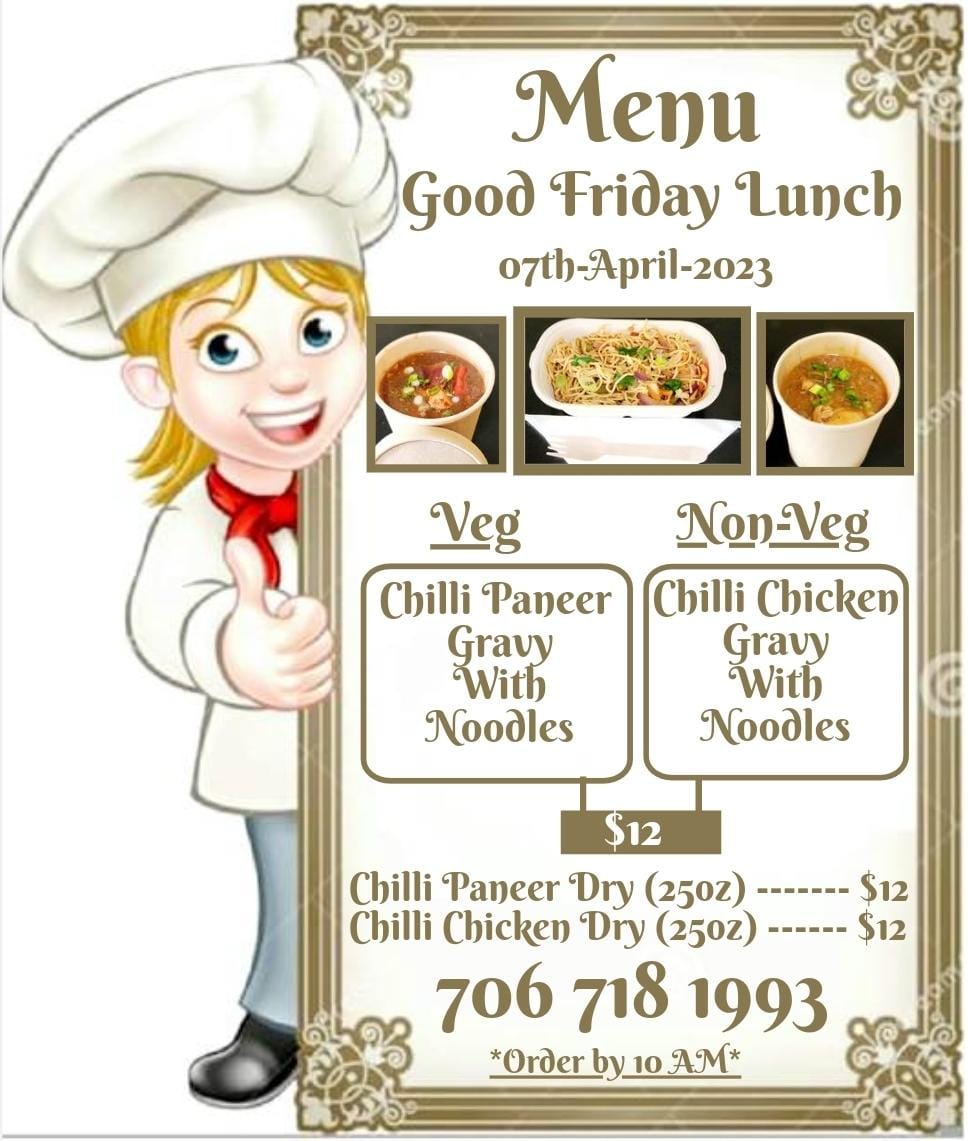 Menu
Good Friday Lunch
07th-April-2023
Veg
Non-Veg
Chilli Paneer
Gravy
With
Noodles
Chilli Chicken
Gravy
With
Noodles
$12
Chilli Paneer Dry (25oz) ------- $12
Chilli Chicken Dry (25oz) ------ $12
706 718 1993
*Order by 10 AM*